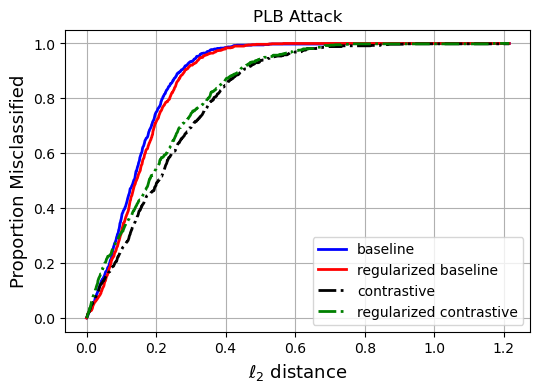 PLB Attack
Proportion Misclassified
1.0
0.8
0.6
0.4
0.2
0.0
baseline
regularized baseline
contrastive
regularized contrastive
0.0 0.2 0.4 0.6 0.8 1.0 1.2
ℓ₂ distance